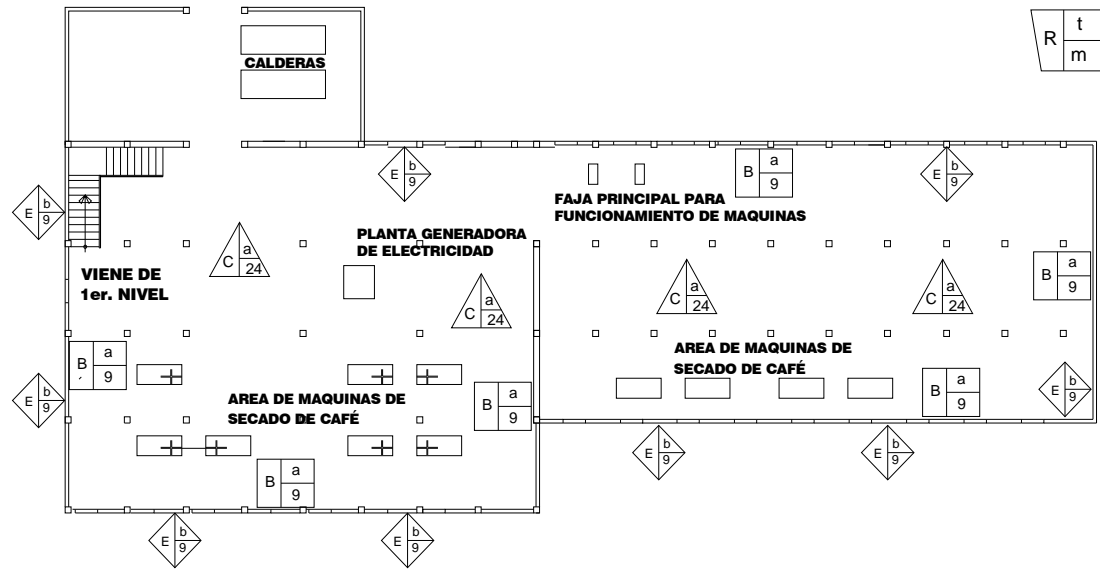 R t
m
CALDERAS
E b
9
E b
9
B a
9
E b
9
FAJA PRINCIPAL PARA
FUNCIONAMIENTO DE MAQUINAS
PLANTA GENERADORA
DE ELECTRICIDAD
C a
24
VIENE DE
1er. NIVEL
C a
24
C a
24
C a
24
B a
9
B a
9
AREA DE MAQUINAS DE
SECADO DE CAFÉ
E b
9
AREA DE MAQUINAS DE
SECADO DE CAFÉ
B a
9
B a
9
E b
9
E b
9
E b
9
B a
9
E b
9
E b
9